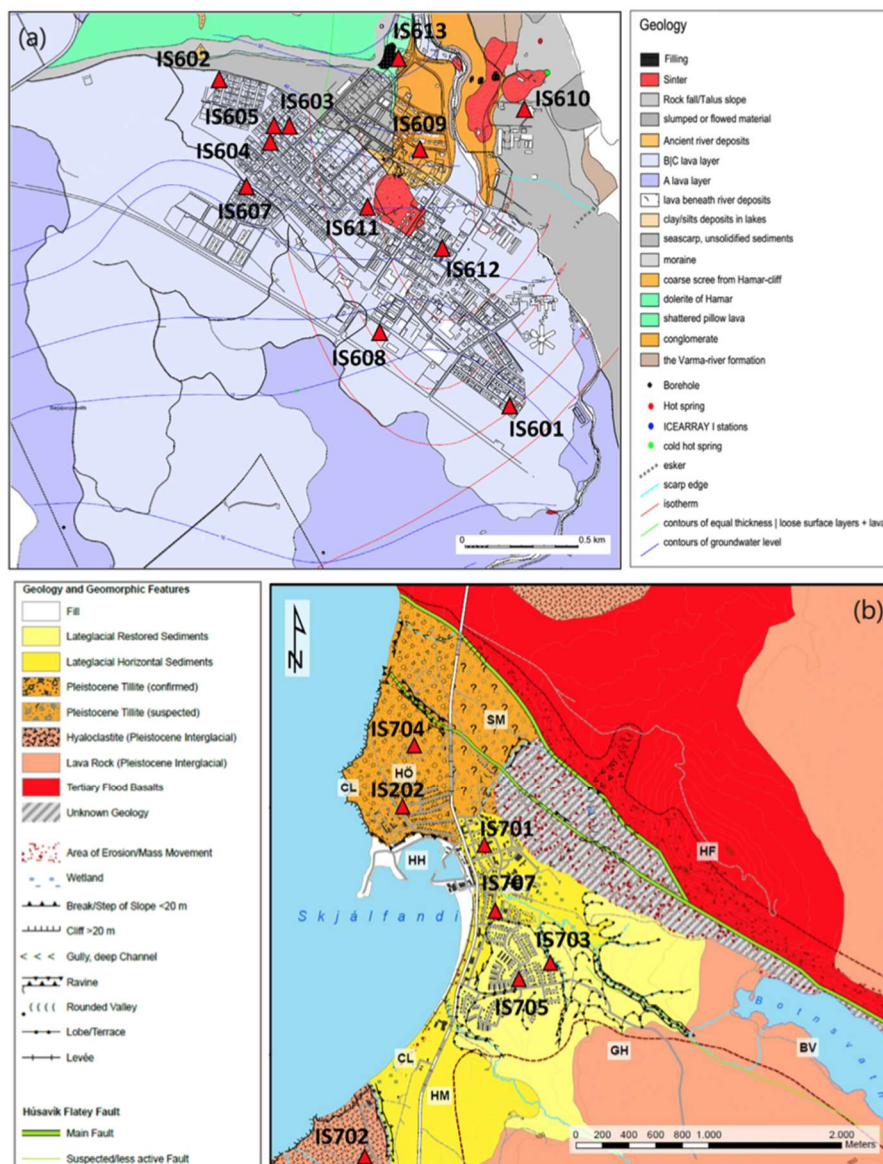 (a)
IS613
IS602
IS605
IS603
IS604
IS609
IS610
IS607
IS611
IS612
IS608
IS601
0
0.5 km
Geology
Filling
Sinter
Rock fall/Talus slope
slumped or flowed material
Ancient river deposits
B|C lava layer
A lava layer
lava beneath river deposits
clay/silts deposits in lakes
seascarp, unsolidified sediments
moraine
coarse scree from Hamar-cliff
dolerite of Hamar
shattered pillow lava
conglomerate
the Varma-river formation
Borehole
Hot spring
ICEARRAY I stations
cold hot spring
esker
scarp edge
isotherm
contours of equal thickness | loose surface layers + lava
contours of groundwater level
Geology and Geomorphic Features
Fill
Lateglacial Restored Sediments
Lateglacial Horizontal Sediments
Pleistocene Tillite (confirmed)
Pleistocene Tillite (suspected)
Hyaloclastite (Pleistocene Interglacial)
Lava Rock (Pleistocene Interglacial)
Tertiary Flood Basalts
Unknown Geology
Area of Erosion/Mass Movement
Wetland
Break/Step of Slope <20 m
Cliff >20 m
Gully, deep Channel
Ravine
Rounded Valley
Lobe/Terrace
Levée
Húsavík Flatey Fault
Main Fault
Suspected/less active Fault
(b)
N
SM
IS704
HÖ
CL
IS202
IS701
HH
HF
IS707
Skjálfandi
IS703
IS705
Botnsvatn
BV
GH
CL
HM
IS702
0 200 400 600 800 1.000 2.000
Meters